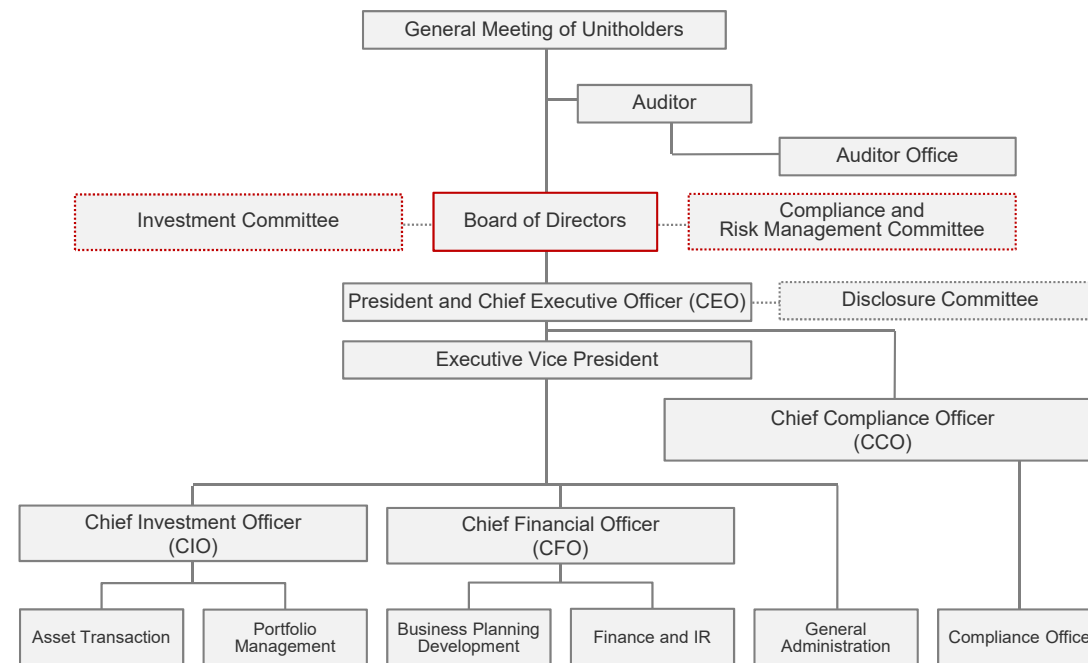 General Meeting of Unitholders
Auditor
Auditor Office
Investment Committee
Board of Directors
Compliance and
Risk Management Committee
President and Chief Executive Officer (CEO)
Disclosure Committee
Executive Vice President
Chief Compliance Officer
(CCO)
Chief Investment Officer
(CIO)
Chief Financial Officer
(CFO)
Asset Transaction
Portfolio
Management
Business Planning
Development
Finance and IR
General
Administration
Compliance Office